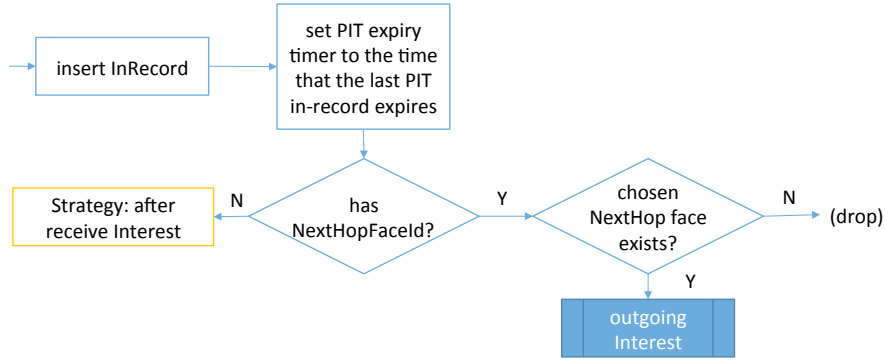 insert InRecord
set PIT expiry
timer to the time
that the last PIT
in-record expires
Strategy: after
receive Interest
N
has
NextHopFaceId?
Y
chosen
NextHop face
exists?
N
(drop)
Y
outgoing
Interest